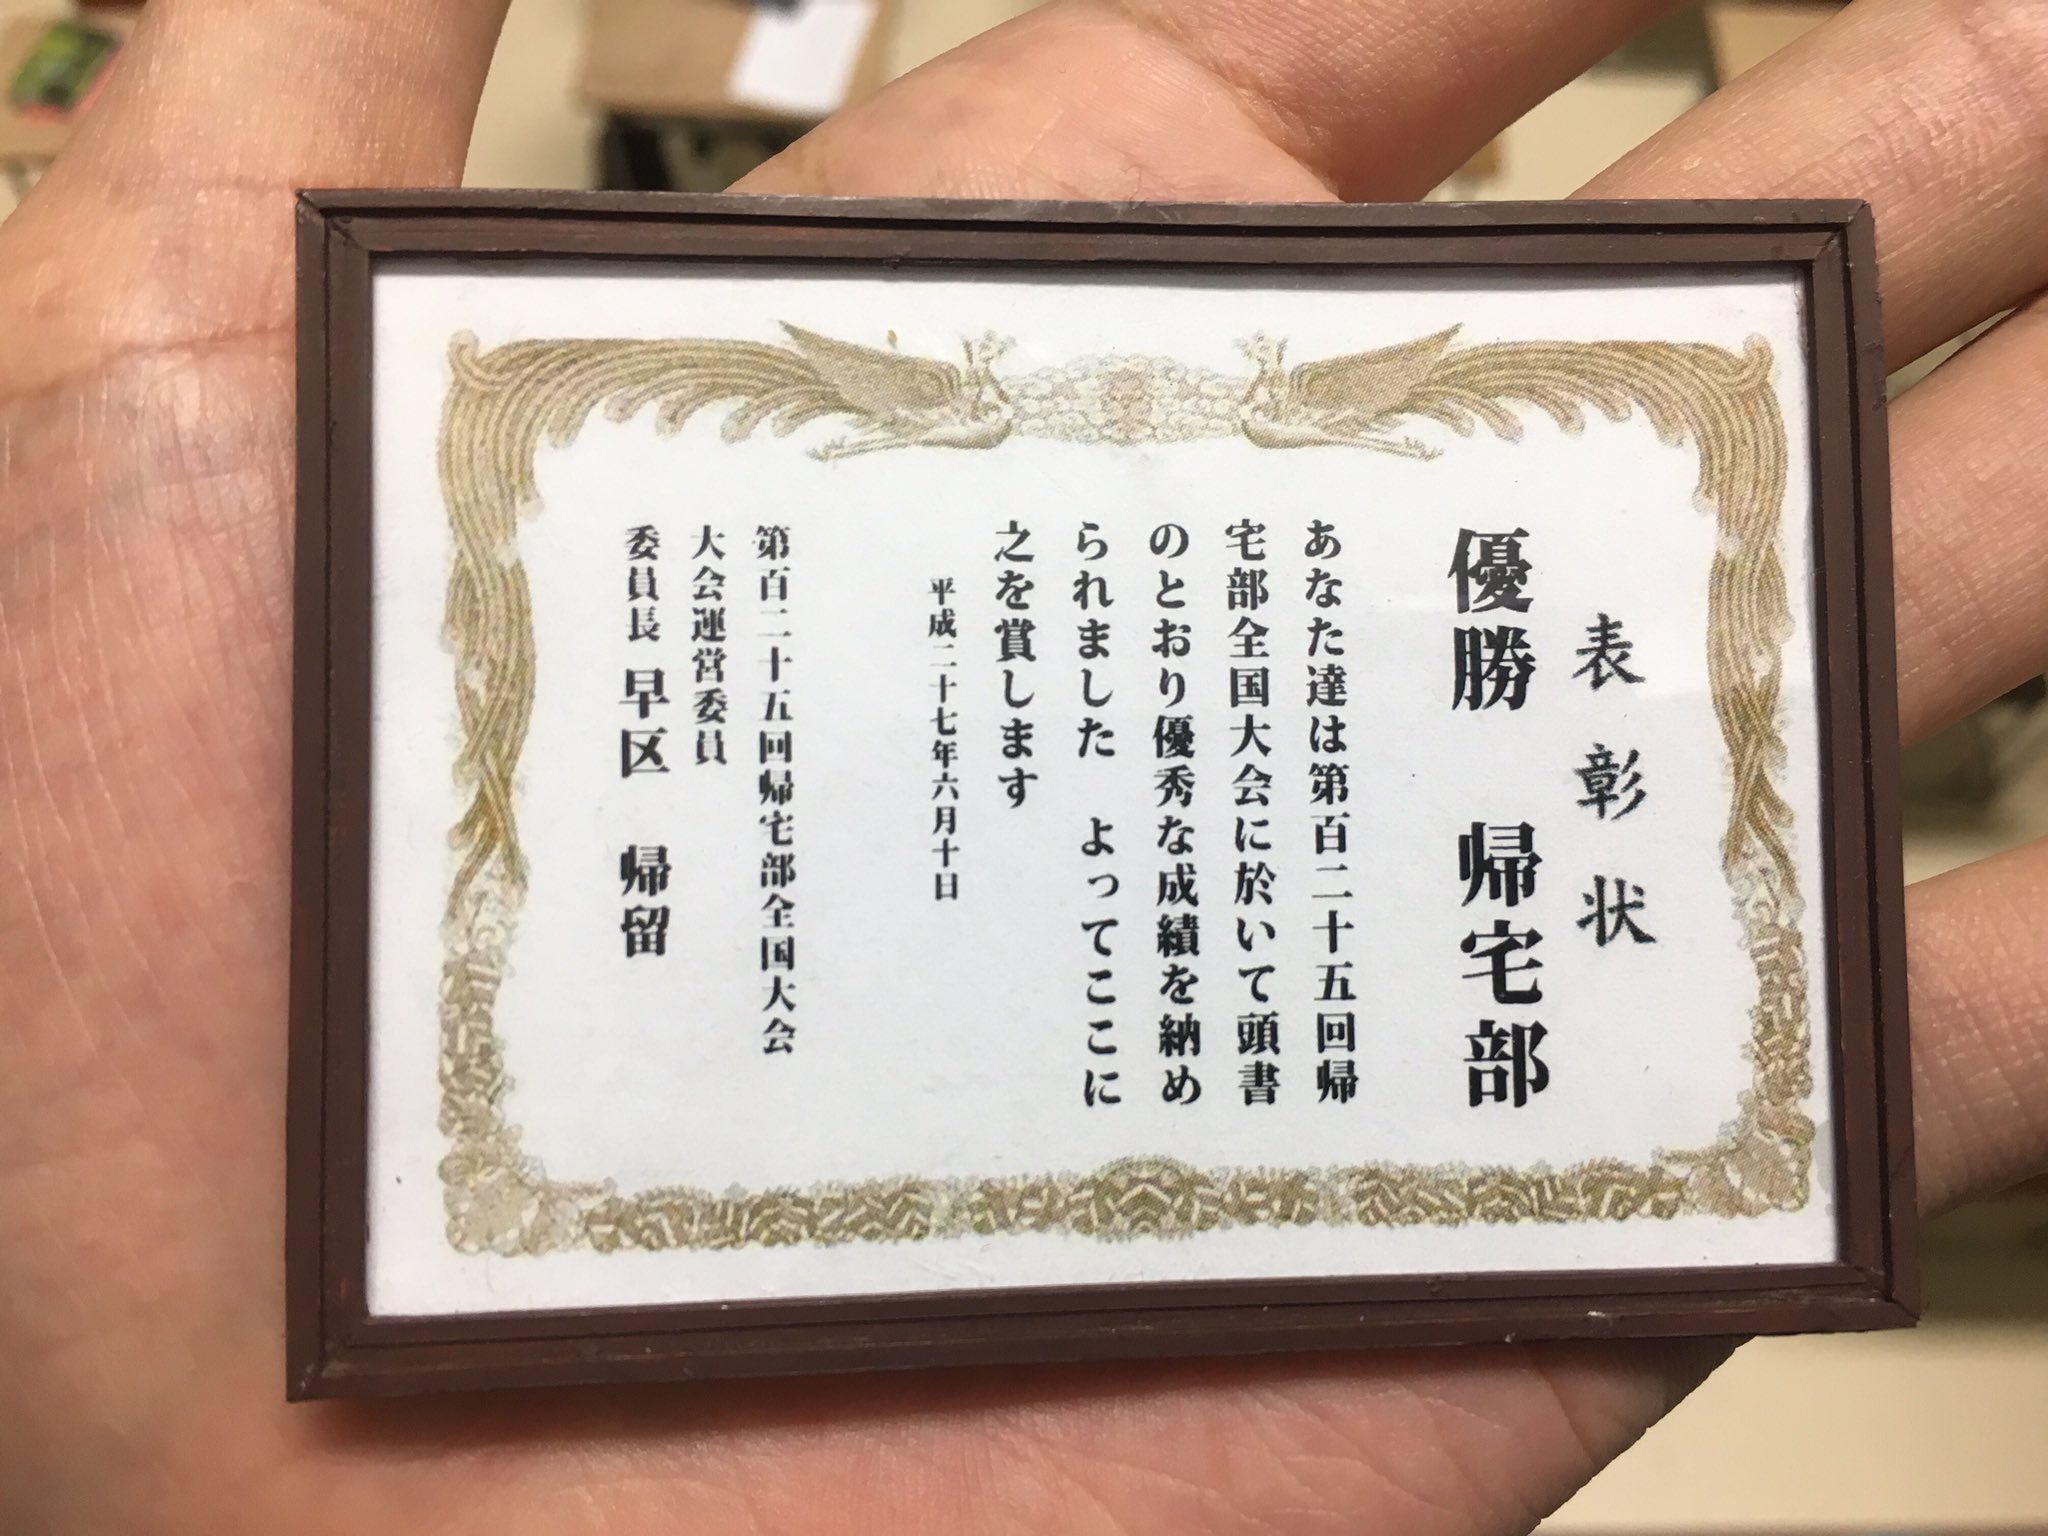 表彰状
優勝　帰宅部
あなた達は第百二十五回帰
宅部全国大会に於いて頭書
のとおり優秀な成績を納め
られました　よってここに
之を賞します
平成二十七年六月十日
第百二十五回帰宅部全国大会
大会運営委員
委員長 早区　帰留